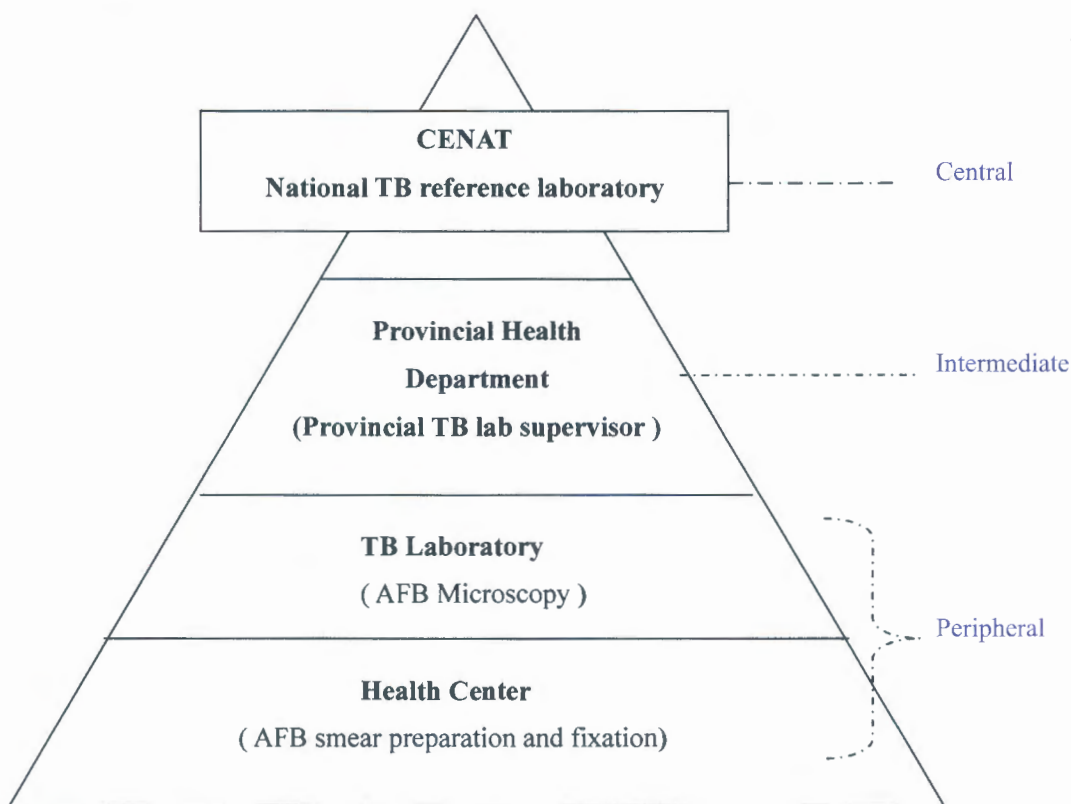 CENAT
National TB reference laboratory
Central
Provincial Health
Department
(Provincial TB lab supervisor )
Intermediate
TB Laboratory
( AFB Microscopy )
Peripheral
Health Center
( AFB smear preparation and fixation)